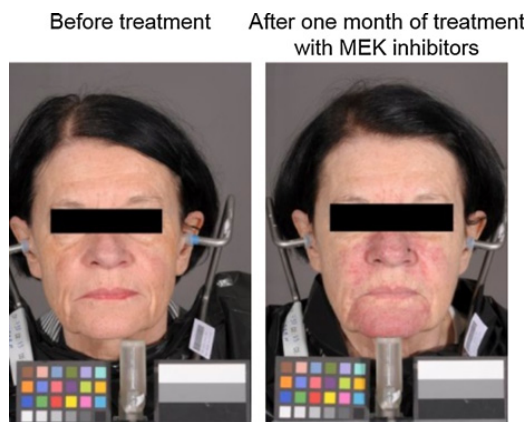 Before treatment
After one month of treatment
with MEK inhibitors